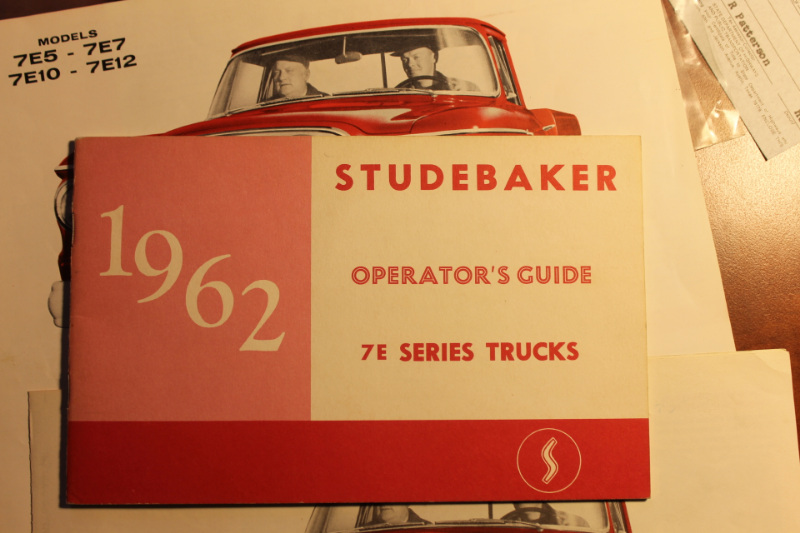 MODELS
7E5 - 7E7
7E10 - 7E12
R Patterson
STUDEBAKER
1962
OPERATOR'S GUIDE
7E SERIES TRUCKS
S